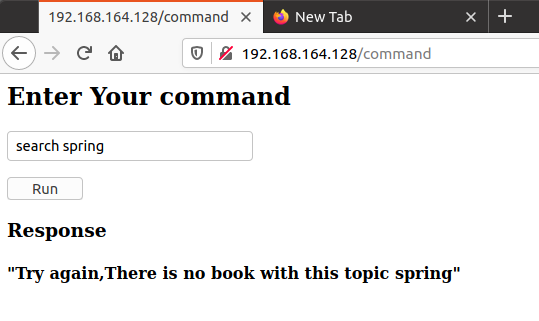 192.168.164.128/command
New Tab
192.168.164.128/command
Enter Your command
search spring
Run
Response
"Try again,There is no book with this topic spring"